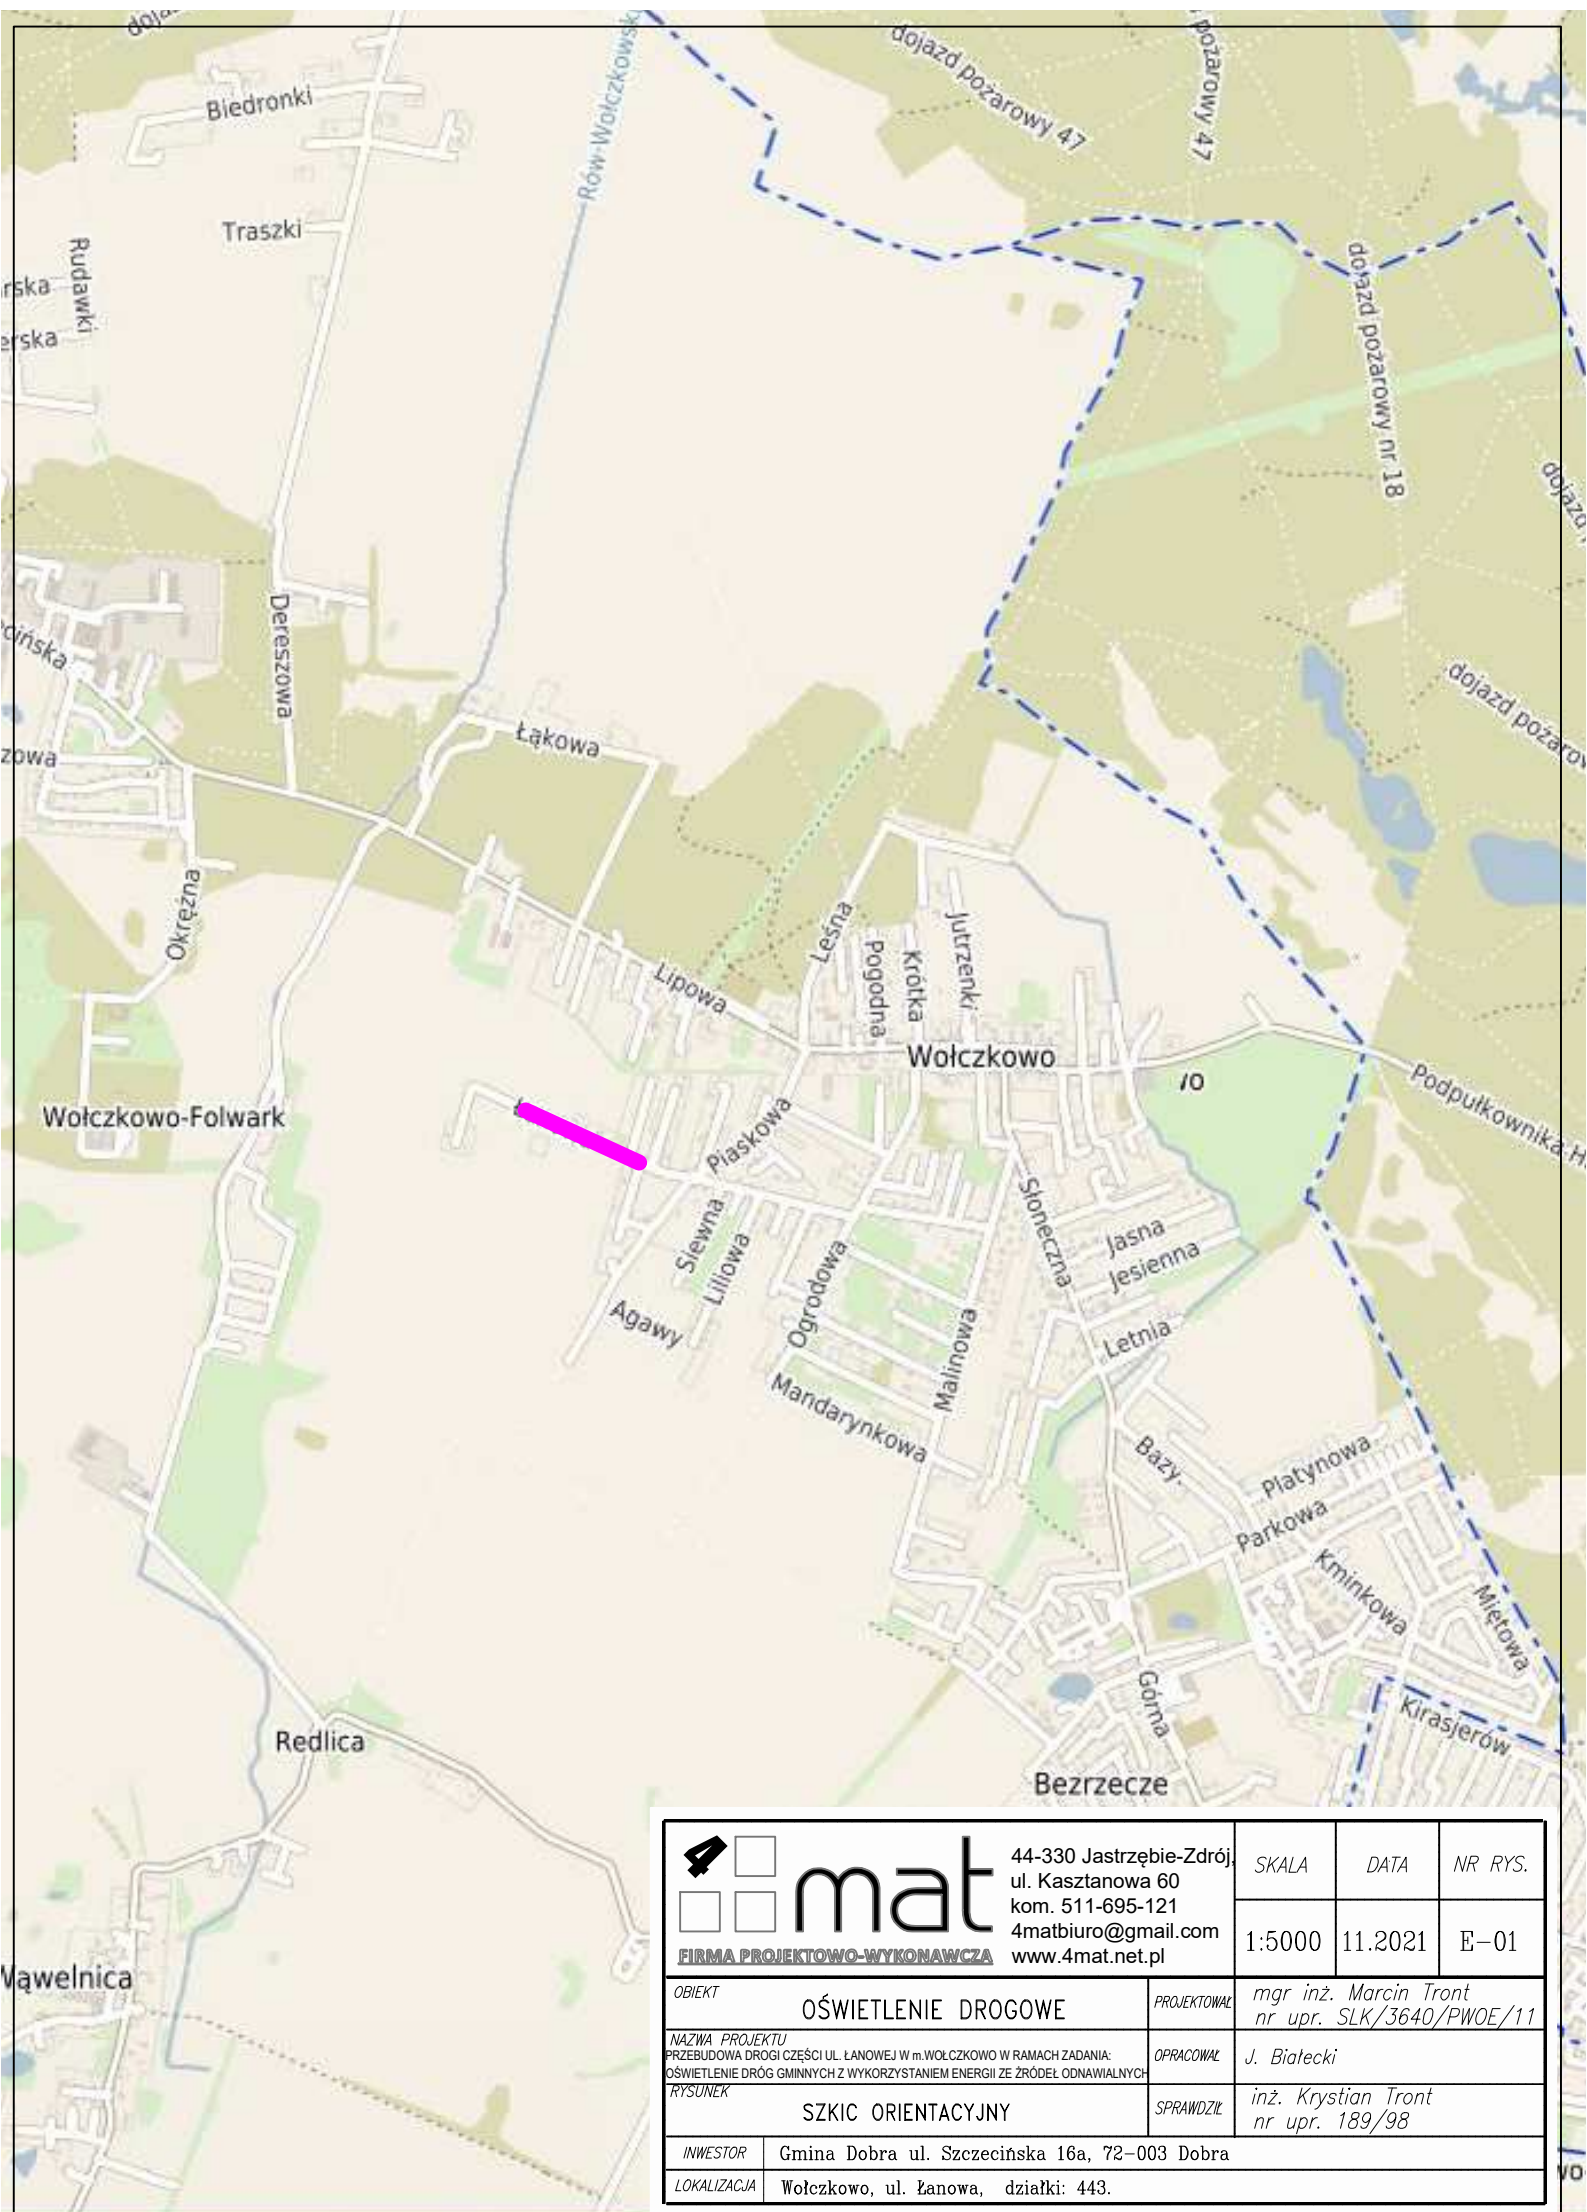 Biedronki
Traszki
Rudawki
Rów-Wołczkowsk
dojazd pożarowy 47
pożarowy 47
dojazd pożarowy nr 18
dojazd
dojazd pożarow
Dereszowa
Łąkowa
Okrężna
Leśna
Pogodna
Krótka
Jutrzenki
Lipowa
Wołczkowo
Wołczkowo-Folwark
Podpułkownika H
Piaskowa
Siewna
Liliowa
Agawy
Ogrodowa
Malinowa
Mandarynkowa
Słoneczna
Jasna
Jesienna
Letnia
Bazy
Platynowa
Parkowa
Kminkowa
Miętowa
Górna
Kirasjerów
Redlica
Bezrzecze
Wąwelnica
4 mat
FIRMA PROJEKTOWO-WYKONAWCZA
44-330 Jastrzębie-Zdrój,
ul. Kasztanowa 60
kom. 511-695-121
4matbiuro@gmail.com
www.4mat.net.pl
SKALA DATA NR RYS.
1:5000 11.2021 E-01
OBIEKT
OŚWIETLENIE DROGOWE
PROJEKTOWAŁ
mgr inż. Marcin Tront
nr upr. SLK/3640/PWOE/11
NAZWA PROJEKTU
PRZEBUDOWA DROGI CZĘŚCI UL. ŁANOWEJ W m.WOŁCZKOWO W RAMACH ZADANIA:
OŚWIETLENIE DRÓG GMINNYCH Z WYKORZYSTANIEM ENERGII ZE ŹRÓDEŁ ODNAWIALNYCH
OPRACOWAŁ
J. Białecki
RYSUNEK
SZKIC ORIENTACYJNY
SPRAWDZIŁ
inż. Krystian Tront
nr upr. 189/98
INWESTOR
Gmina Dobra ul. Szczecińska 16a, 72-003 Dobra
LOKALIZACJA
Wołczkowo, ul. Łanowa, działki: 443.